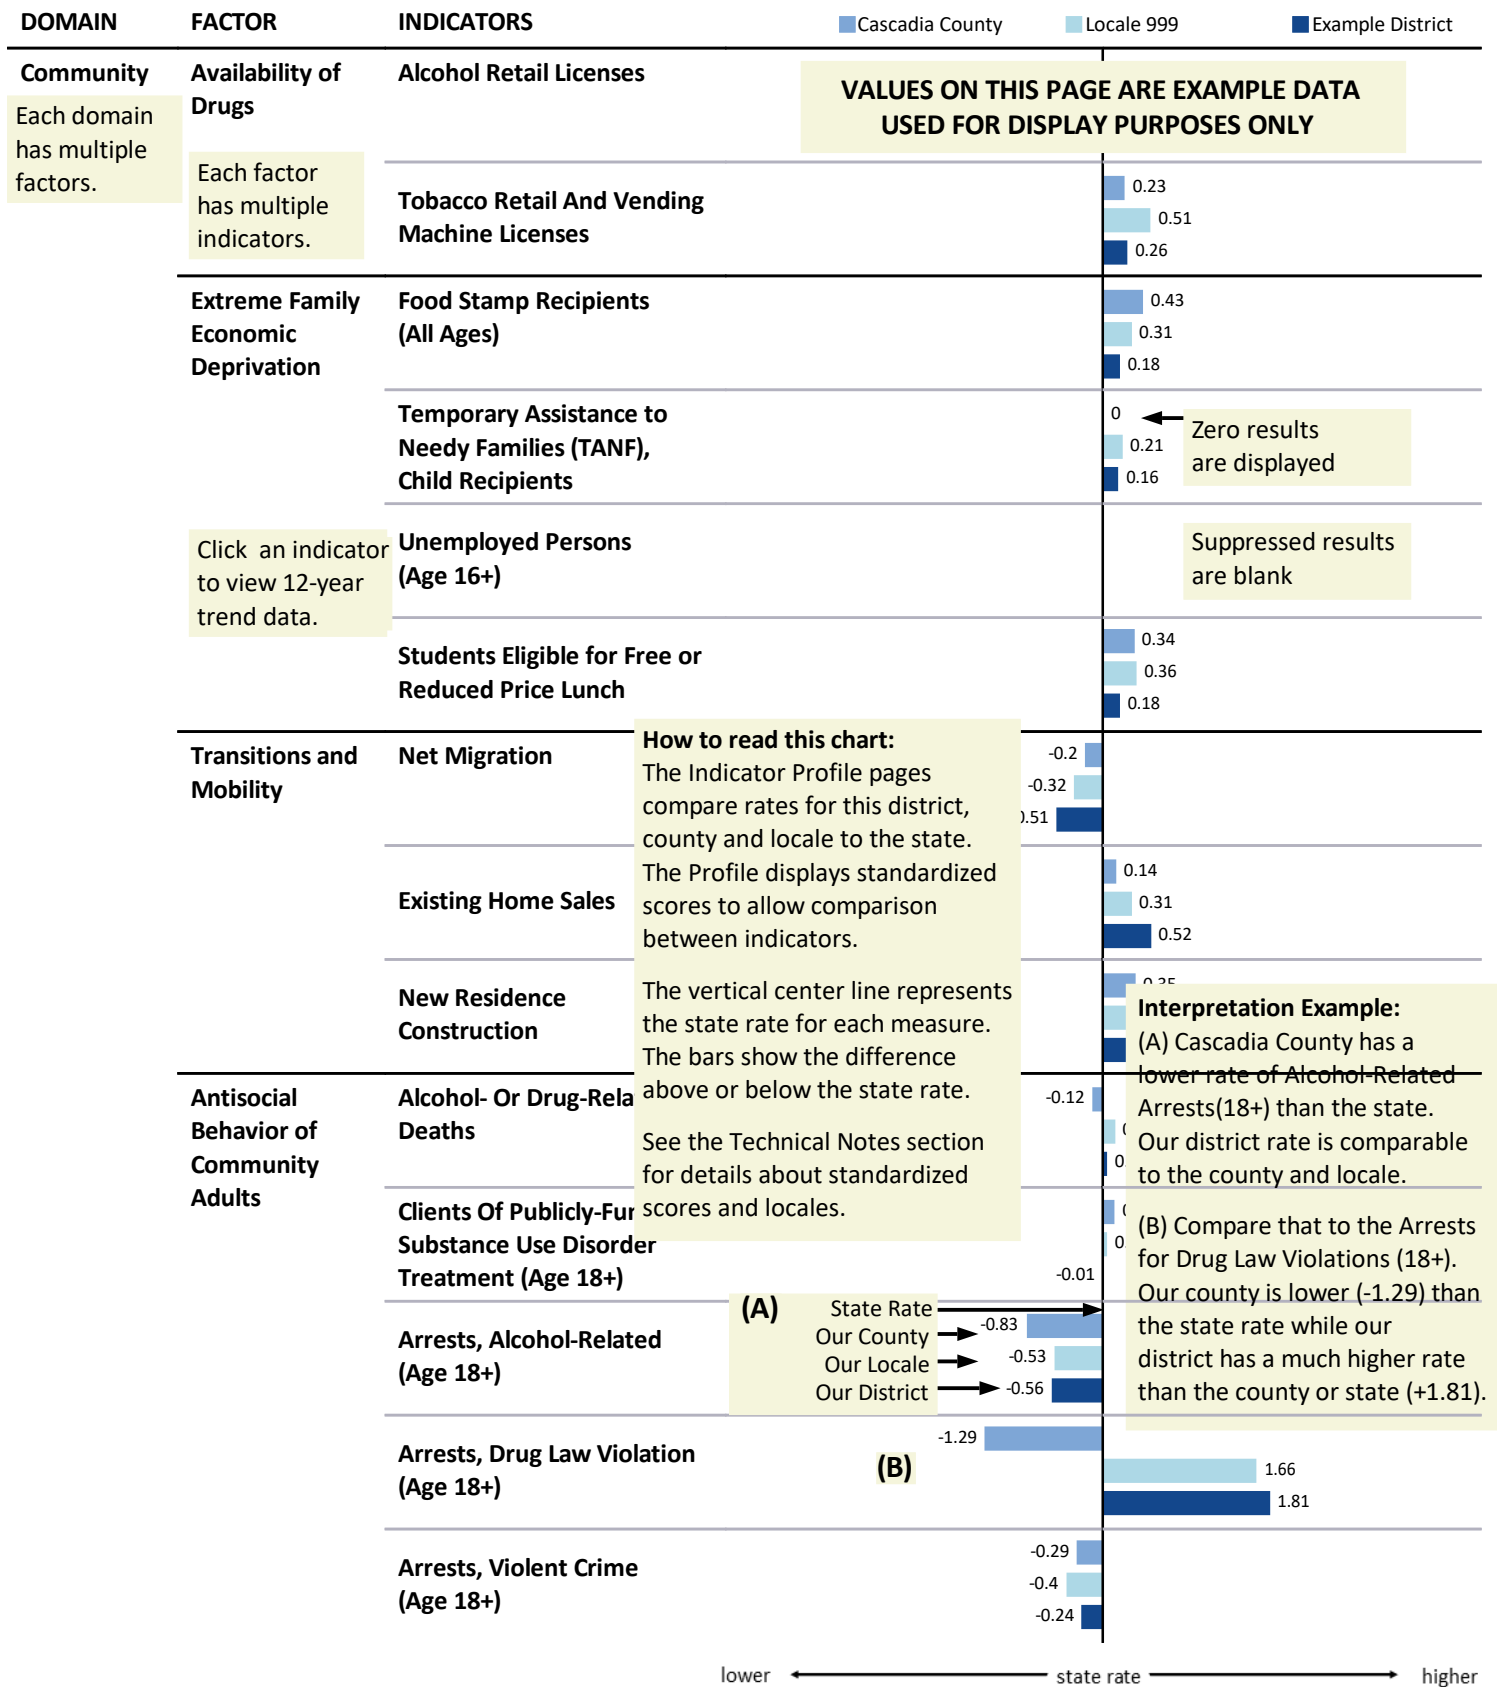 DOMAIN FACTOR INDICATORS Cascadia County Locale 999 Example District
Community
Each domain
has multiple
factors.
Availability of
Drugs
Each factor
has multiple
indicators.
Alcohol Retail Licenses
VALUES ON THIS PAGE ARE EXAMPLE DATA
USED FOR DISPLAY PURPOSES ONLY
Tobacco Retail And Vending
Machine Licenses
0.23
0.51
0.26
Extreme Family
Economic
Deprivation
Food Stamp Recipients
(All Ages)
0.43
0.31
0.18
Temporary Assistance to
Needy Families (TANF),
Child Recipients
0
0.21
0.16
Zero results
are displayed
Click an indicator
to view 12-year
trend data.
Unemployed Persons
(Age 16+)
Suppressed results
are blank
Students Eligible for Free or
Reduced Price Lunch
0.34
0.36
0.18
Transitions and
Mobility
Net Migration
-0.2
-0.32
0.51
How to read this chart:
The Indicator Profile pages
compare rates for this district,
county and locale to the state.
The Profile displays standardized
scores to allow comparison
between indicators.
The vertical center line represents
the state rate for each measure.
The bars show the difference
above or below the state rate.
See the Technical Notes section
for details about standardized
scores and locales.
Existing Home Sales
0.14
0.31
0.52
New Residence
Construction
0.35
Interpretation Example:
(A) Cascadia County has a
lower rate of Alcohol-Related
Arrests(18+) than the state.
Our district rate is comparable
to the county and locale.
(B) Compare that to the Arrests
for Drug Law Violations (18+).
Our county is lower (-1.29) than
the state rate while our
district has a much higher rate
than the county or state (+1.81).
Antisocial
Behavior of
Community
Adults
Alcohol- Or Drug-Rela
Deaths
-0.12
Clients Of Publicly-Fun
Substance Use Disorder
Treatment (Age 18+)
-0.01
Arrests, Alcohol-Related
(Age 18+)
(A)
State Rate
Our County
Our Locale
Our District
-0.83
-0.53
-0.56
Arrests, Drug Law Violation
(Age 18+)
(B)
-1.29
1.66
1.81
Arrests, Violent Crime
(Age 18+)
-0.29
-0.4
-0.24
lower state rate higher